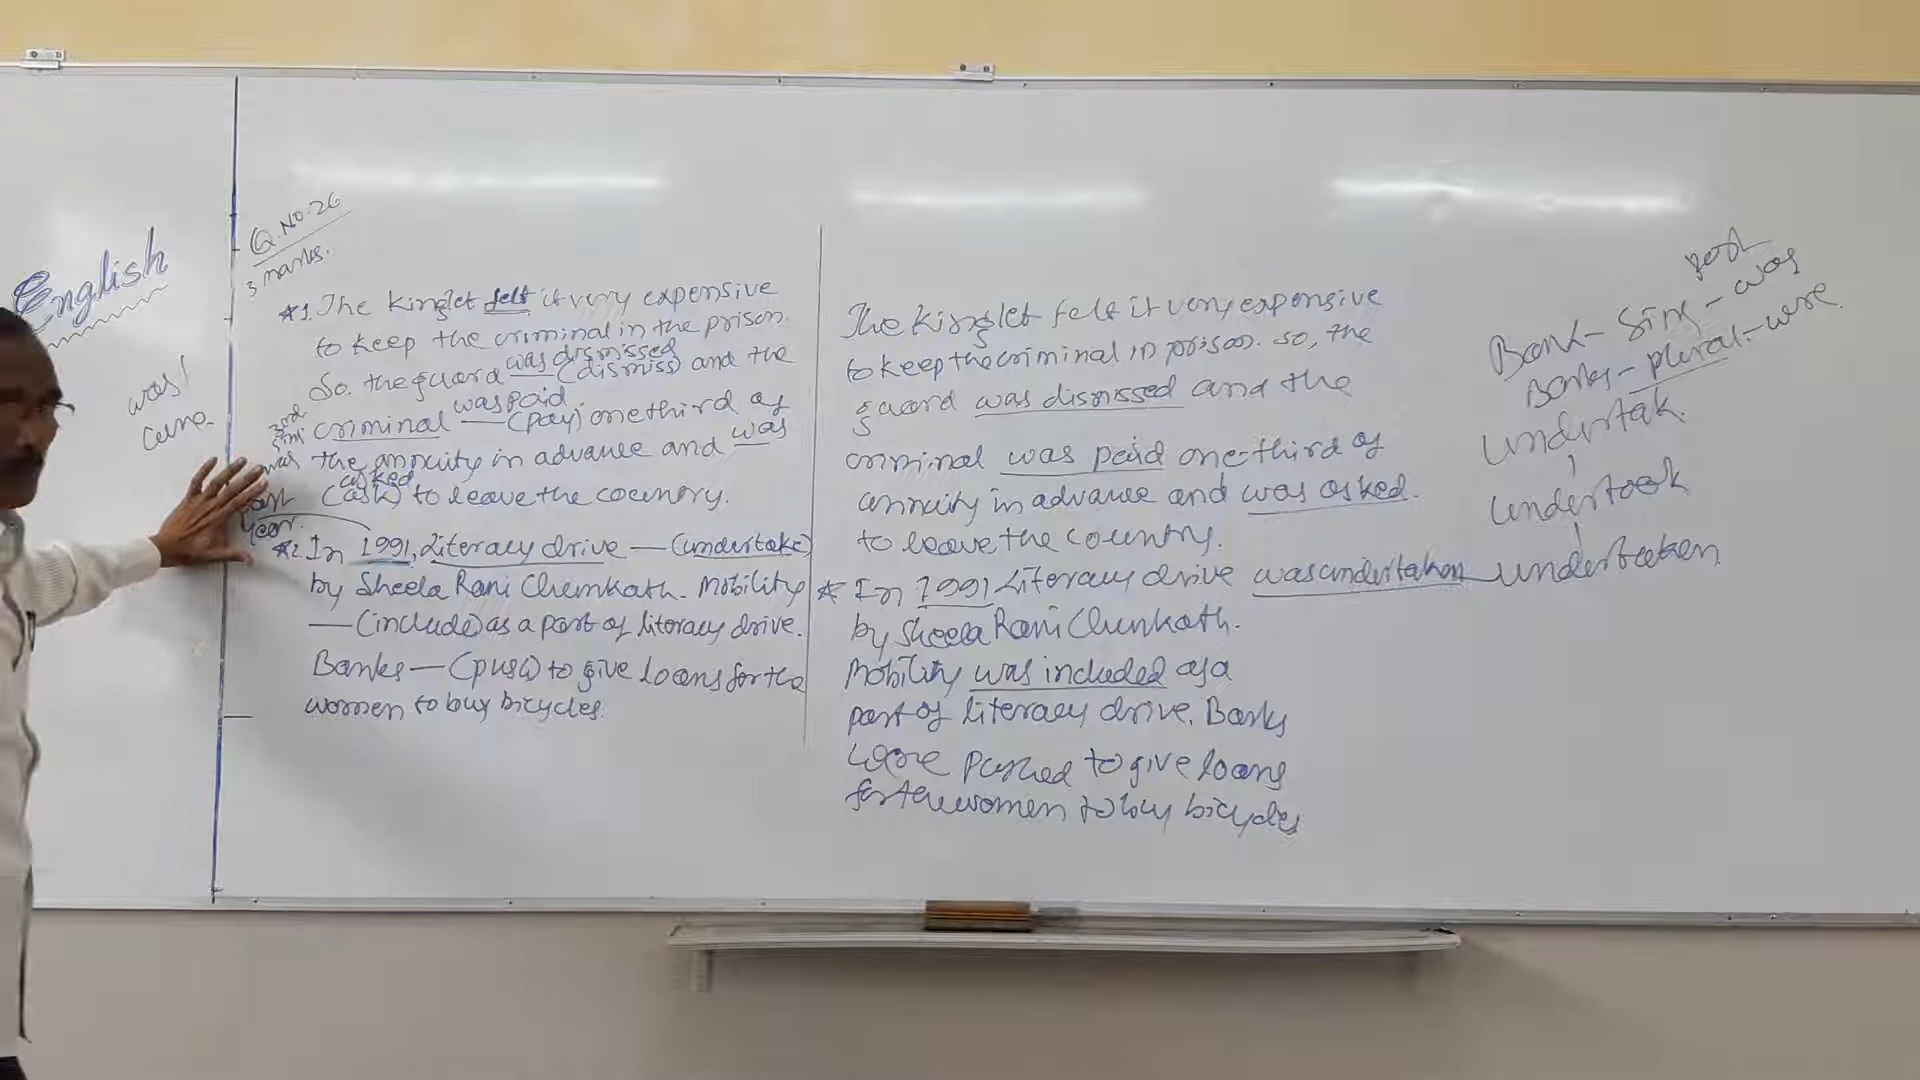 English
was/
came.
Q.NO.26
3 marks.
*1. The kinglet felt it very expensive
to keep the criminal in the prison.
was dismissed
So. the guard — (dismiss) and the
was paid
criminal — (pay) one third of
the annuity in advance and was
asked
(ask) to leave the country.
year.
*2. In 1991, Literacy drive — (undertake)
by Sheela Rani Chunkath. Mobility
— (include) as a part of literacy drive.
Banks — (push) to give loans for the
women to buy bicycles.
The kinglet felt it very expensive
to keep the criminal in prison. so, the
guard was dismissed and the
criminal was paid one-third of
annuity in advance and was asked.
to leave the country.
* In 1991 Literacy drive was undertaken
by Sheela Rani Chunkath.
Mobility was included as a
part of literacy drive. Banks
were pushed to give loans
for the women to buy bicycles
Bank - Sing - was
Banks - plural - were.
undertak.
undertook
undertaken.